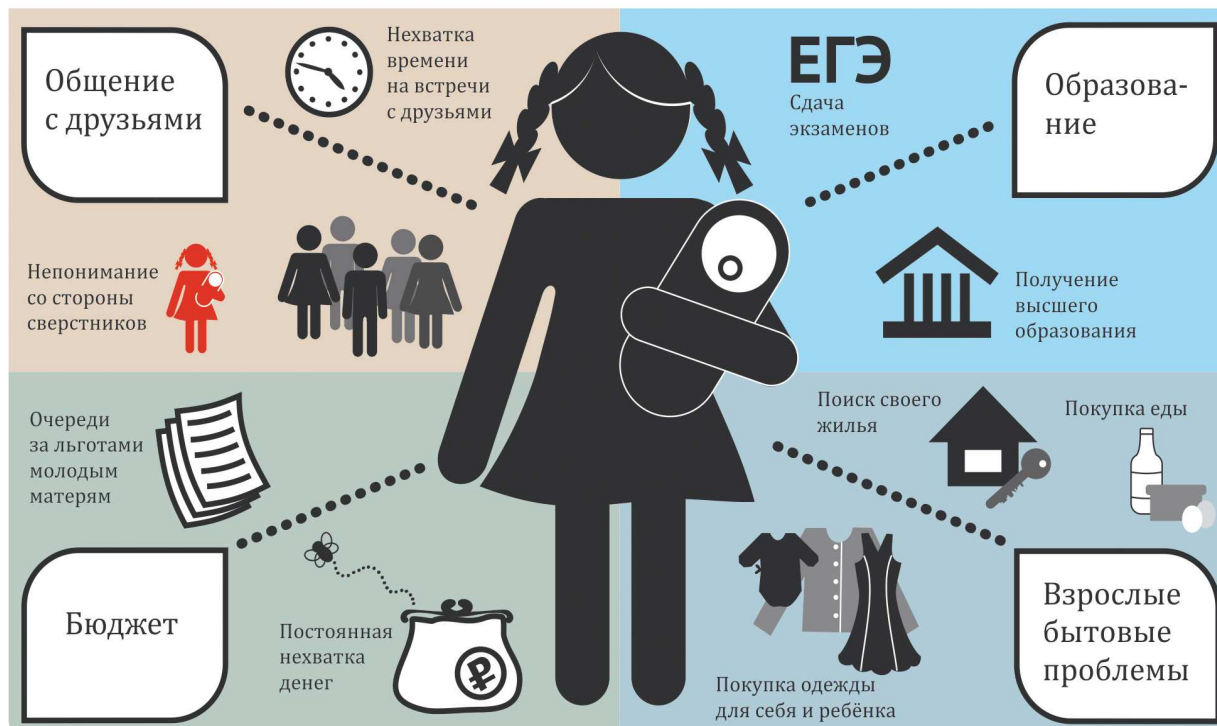 Общение
с друзьями
Нехватка
времени
на встречи
с друзьями
Непонимание
со стороны
сверстников
ЕГЭ
Сдача
экзаменов
Образова-
ние
Получение
высшего
образования
Очереди
за льготами
молодым
матерям
Бюджет
Постоянная
нехватка
денег
Поиск своего
жилья
Покупка еды
Покупка одежды
для себя и ребёнка
Взрослые
бытовые
проблемы